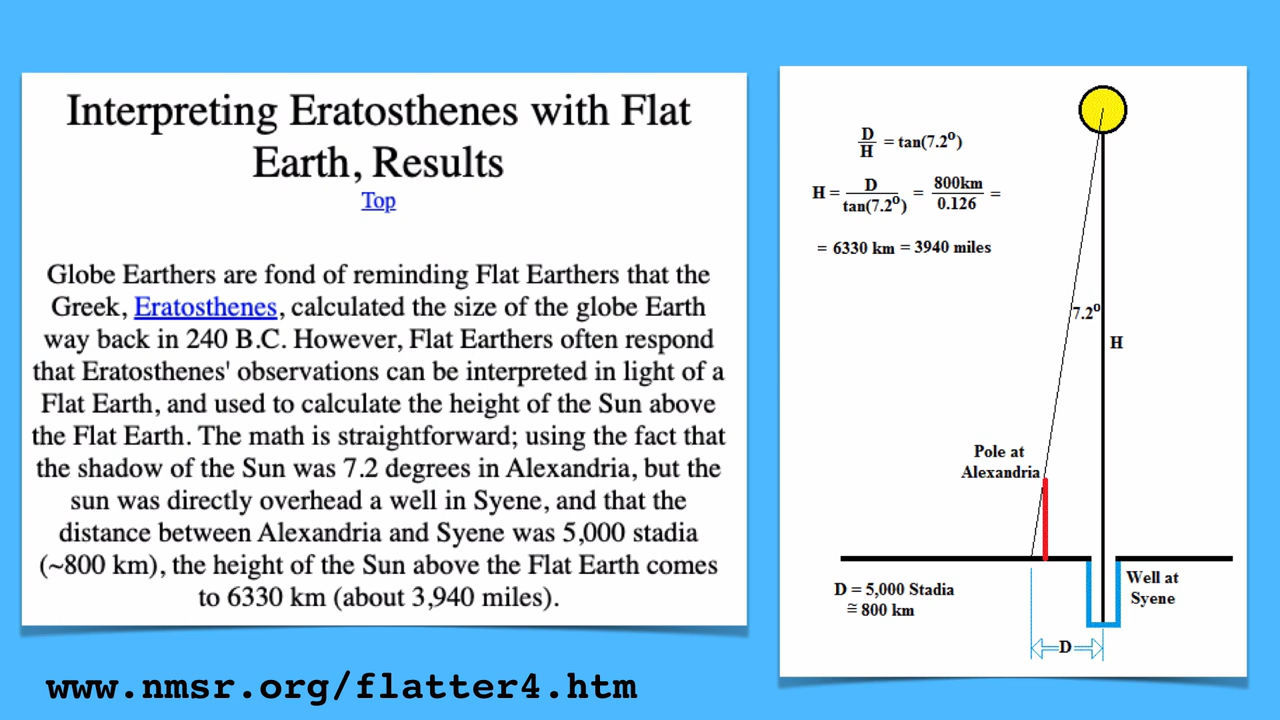 Interpreting Eratosthenes with Flat
Earth, Results
Top
Globe Earthers are fond of reminding Flat Earthers that the
Greek, Eratosthenes, calculated the size of the globe Earth
way back in 240 B.C. However, Flat Earthers often respond
that Eratosthenes' observations can be interpreted in light of a
Flat Earth, and used to calculate the height of the Sun above
the Flat Earth. The math is straightforward; using the fact that
the shadow of the Sun was 7.2 degrees in Alexandria, but the
sun was directly overhead a well in Syene, and that the
distance between Alexandria and Syene was 5,000 stadia
(~800 km), the height of the Sun above the Flat Earth comes
to 6330 km (about 3,940 miles).
www.nmsr.org/flatter4.htm
D/H = tan(7.2º)
H = D/tan(7.2º) = 800km/0.126 =
= 6330 km = 3940 miles
7.2º
H
Pole at
Alexandria
D = 5,000 Stadia
≅ 800 km
Well at
Syene
D